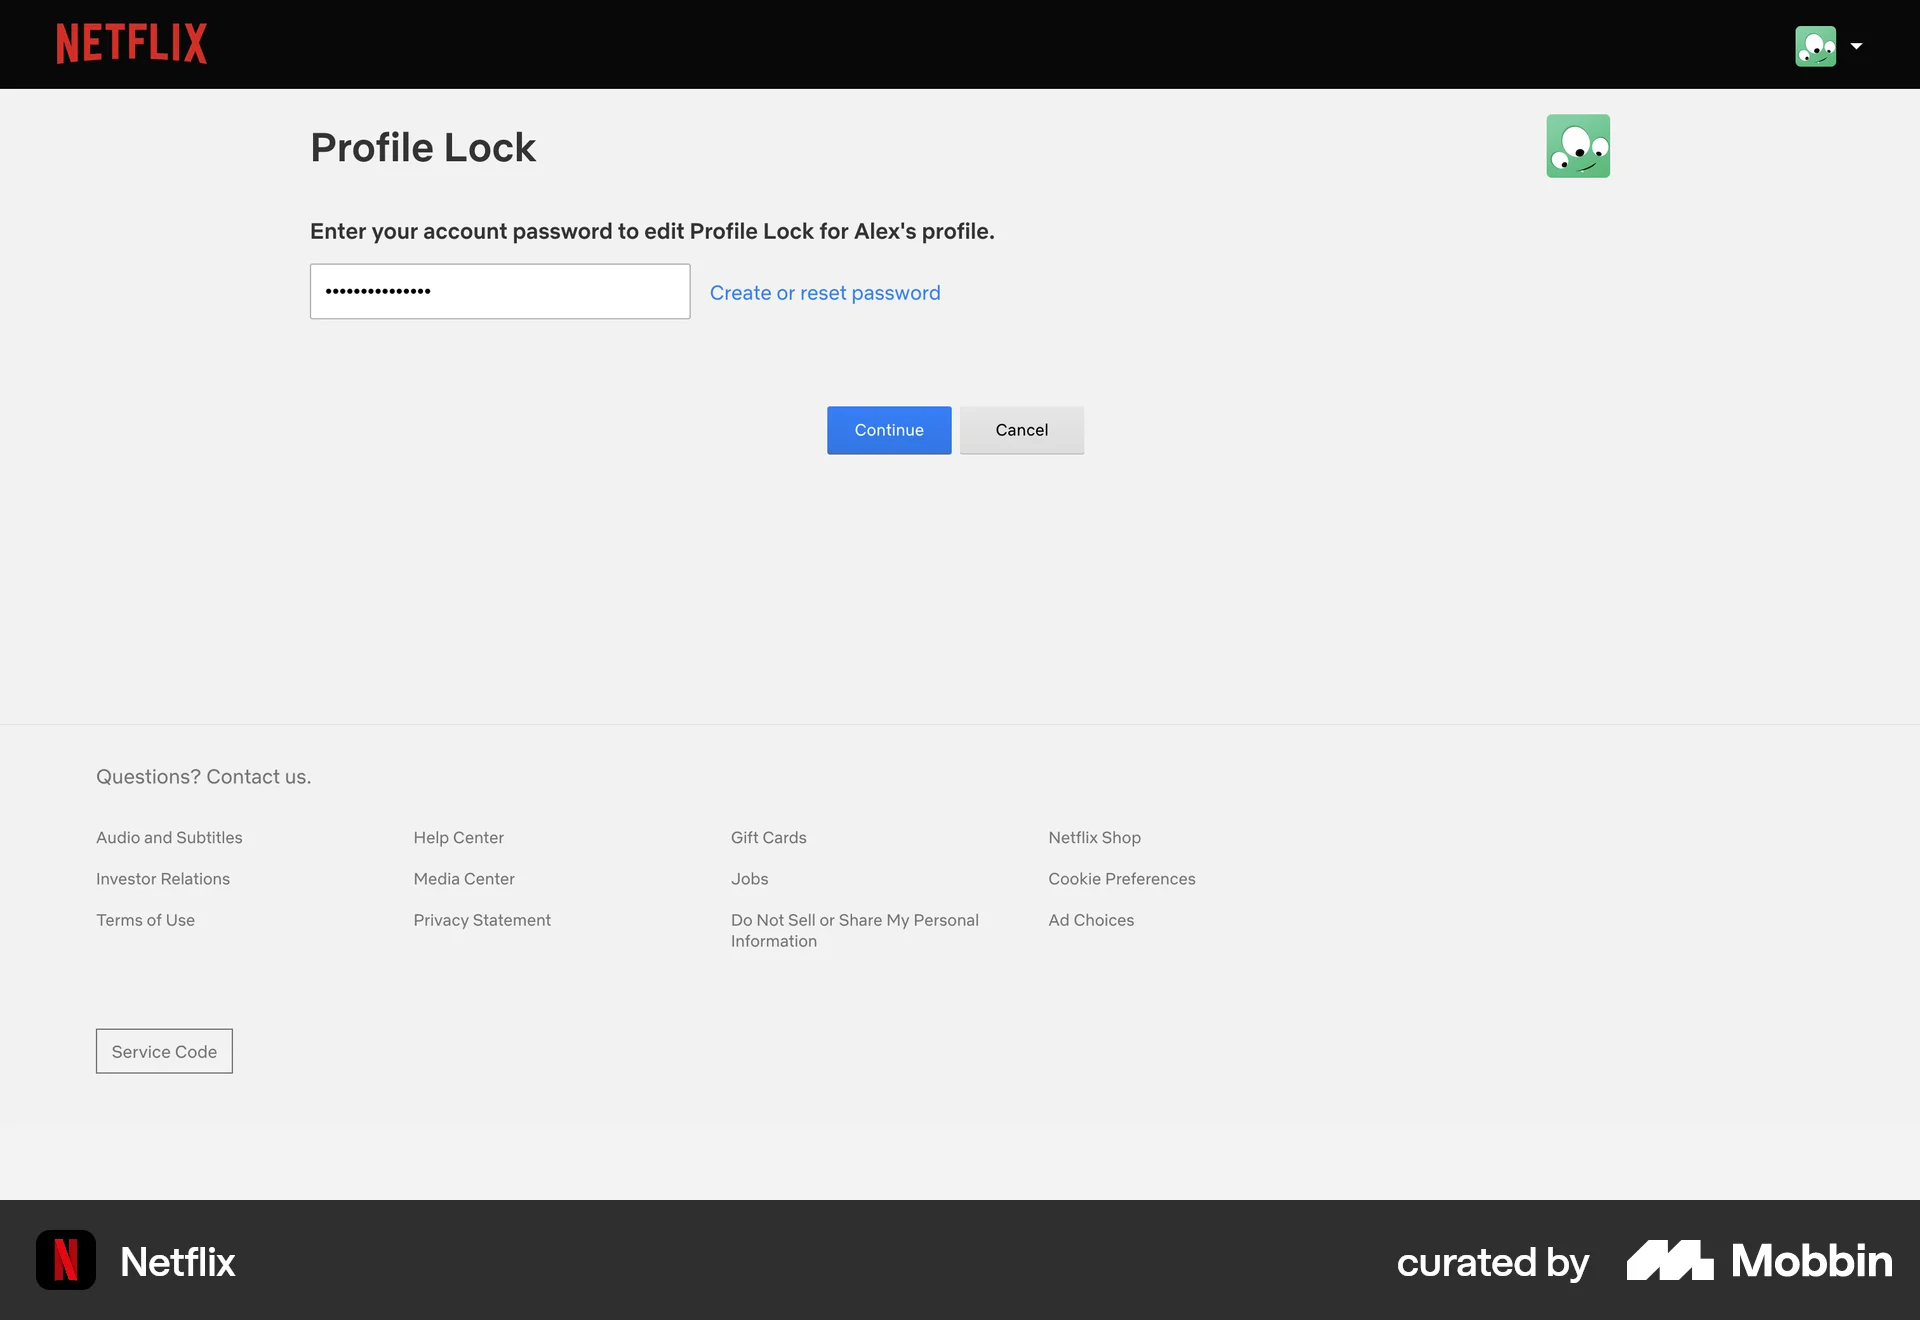 NETFLIX
Profile Lock
Enter your account password to edit Profile Lock for Alex's profile.
•••••••••••••••
Create or reset password
Continue
Cancel
Questions? Contact us.
Audio and Subtitles
Help Center
Gift Cards
Netflix Shop
Investor Relations
Media Center
Jobs
Cookie Preferences
Terms of Use
Privacy Statement
Do Not Sell or Share My Personal
Information
Ad Choices
Service Code
N
Netflix
curated by
Mobbin